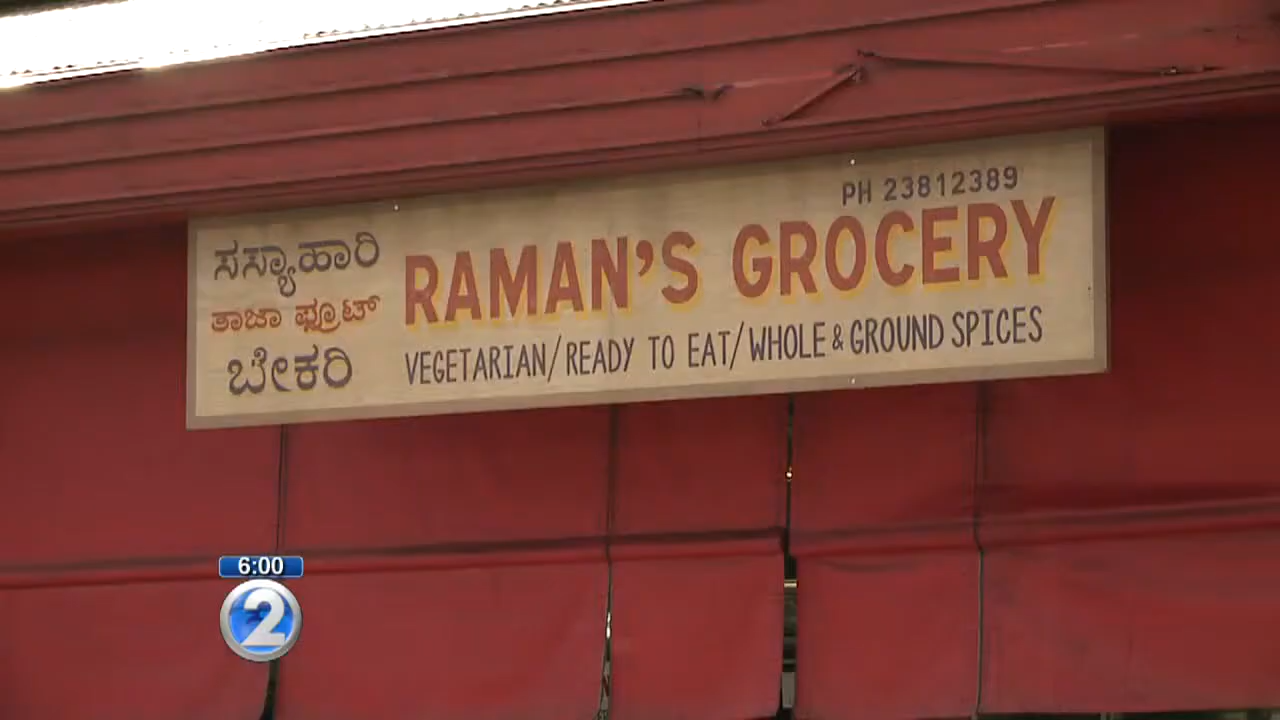 PH 23812389
ಸಸ್ಯಾಹಾರಿ
ತಾಜಾ ಫ್ರೂಟ್
ಬೇಕರಿ
RAMAN'S GROCERY
VEGETARIAN/READY TO EAT/WHOLE & GROUND SPICES
6:00
2